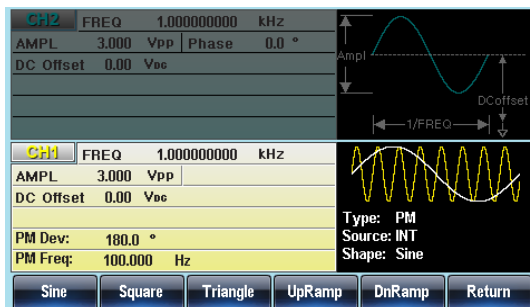 CH2 FREQ 1.000000000 kHz
AMPL 3.000 Vpp Phase 0.0 °
DC Offset 0.00 VDC
Ampl
DCoffset
1/FREQ
CH1 FREQ 1.000000000 kHz
AMPL 3.000 Vpp
DC Offset 0.00 VDC
PM Dev: 180.0 °
PM Freq: 100.000 Hz
Type: PM
Source: INT
Shape: Sine
Sine Square Triangle UpRamp DnRamp Return